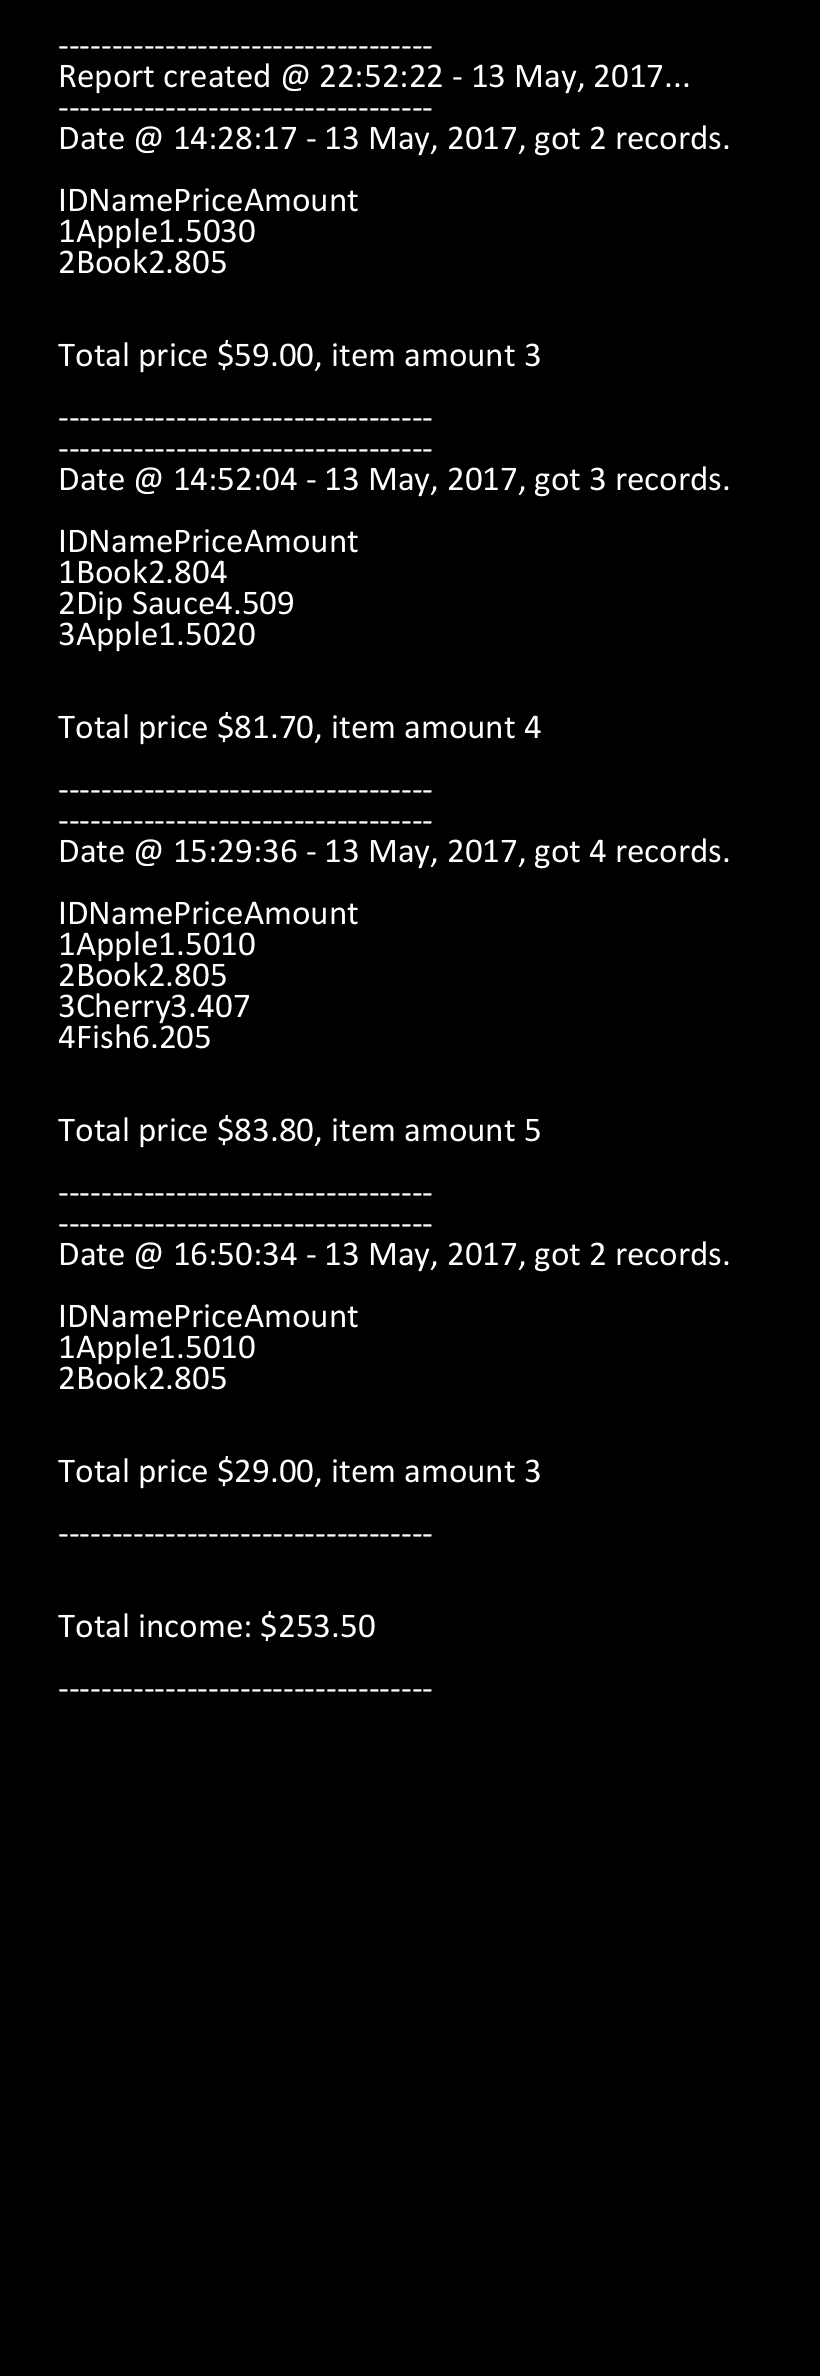 -----------------------------------
Report created @ 22:52:22 - 13 May, 2017...
-----------------------------------
Date @ 14:28:17 - 13 May, 2017, got 2 records.
IDNamePriceAmount
1Apple1.5030
2Book2.805
Total price $59.00, item amount 3
-----------------------------------
-----------------------------------
Date @ 14:52:04 - 13 May, 2017, got 3 records.
IDNamePriceAmount
1Book2.804
2Dip Sauce4.509
3Apple1.5020
Total price $81.70, item amount 4
-----------------------------------
-----------------------------------
Date @ 15:29:36 - 13 May, 2017, got 4 records.
IDNamePriceAmount
1Apple1.5010
2Book2.805
3Cherry3.407
4Fish6.205
Total price $83.80, item amount 5
-----------------------------------
-----------------------------------
Date @ 16:50:34 - 13 May, 2017, got 2 records.
IDNamePriceAmount
1Apple1.5010
2Book2.805
Total price $29.00, item amount 3
-----------------------------------
Total income: $253.50
-----------------------------------